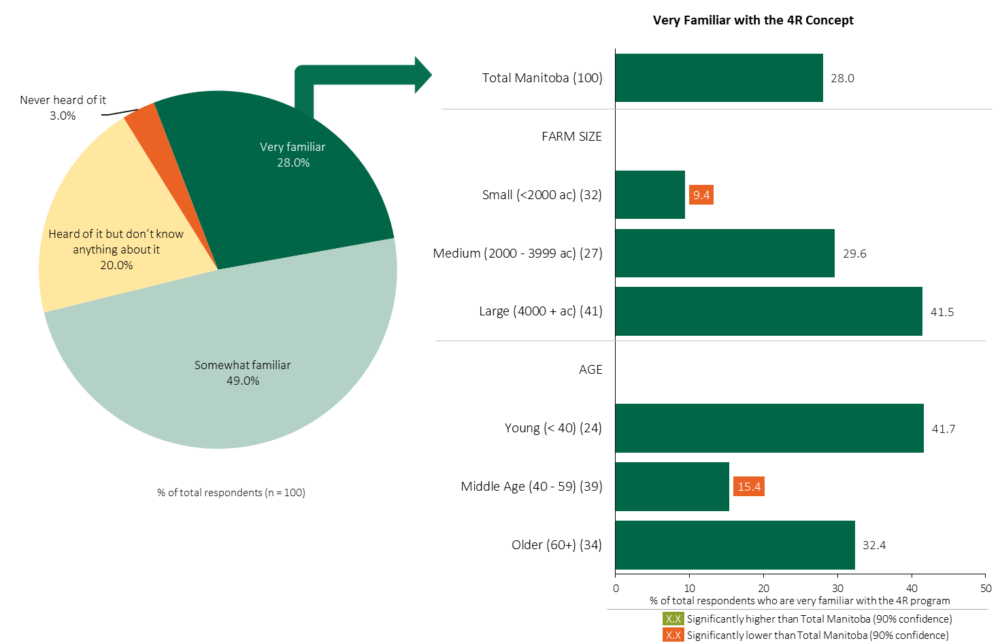 Very Familiar with the 4R Concept
Never heard of it
3.0%
Very familiar
28.0%
Heard of it but don’t know
anything about it
20.0%
Somewhat familiar
49.0%
% of total respondents (n = 100)
Total Manitoba (100)
28.0
FARM SIZE
Small (<2000 ac) (32)
9.4
Medium (2000 - 3999 ac) (27)
29.6
Large (4000 + ac) (41)
41.5
AGE
Young (< 40) (24)
41.7
Middle Age (40 - 59) (39)
15.4
Older (60+) (34)
32.4
0 10 20 30 40 50
% of total respondents who are very familiar with the 4R program
X.X Significantly higher than Total Manitoba (90% confidence)
X.X Significantly lower than Total Manitoba (90% confidence)